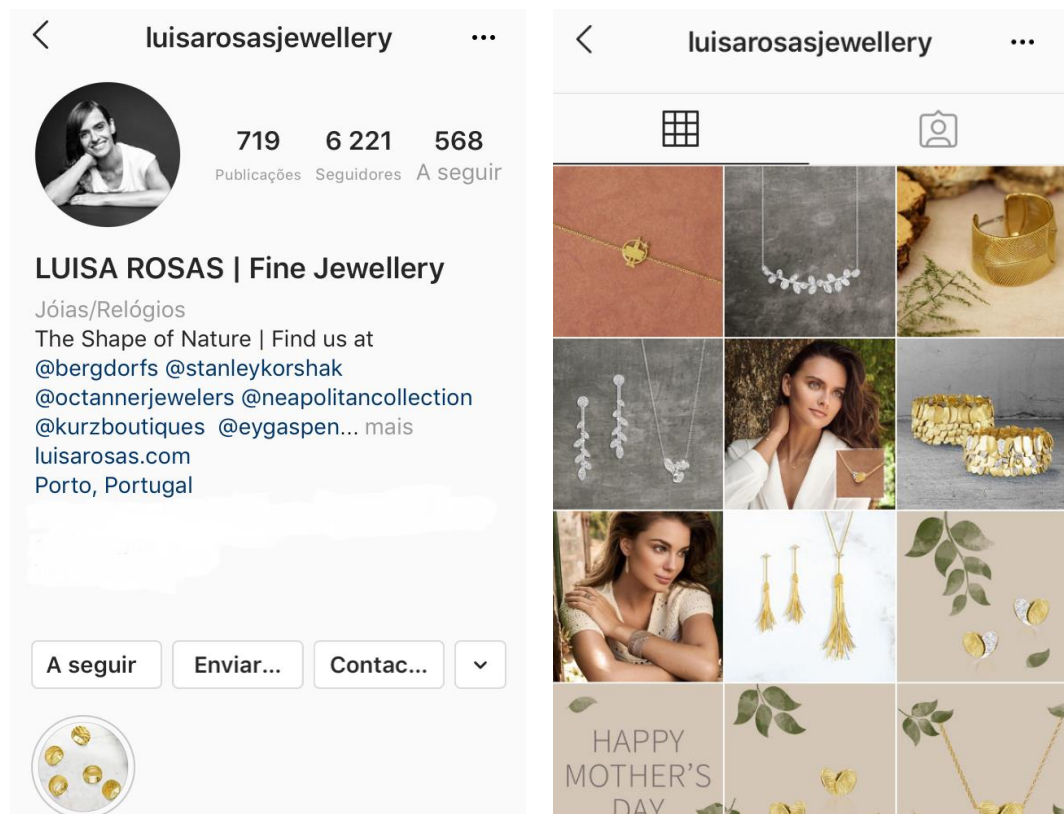 luisarosasjewellery
719 6 221 568
Publicações Seguidores A seguir
LUISA ROSAS | Fine Jewellery
Jóias/Relógios
The Shape of Nature | Find us at
@bergdorfs @stanleykorshak
@octannerjewelers @neapolitancollection
@kurzboutiques @eygaspen... mais
luisarosas.com
Porto, Portugal
A seguir Enviar... Contac...
luisarosasjewellery
HAPPY
MOTHER'S
DAY